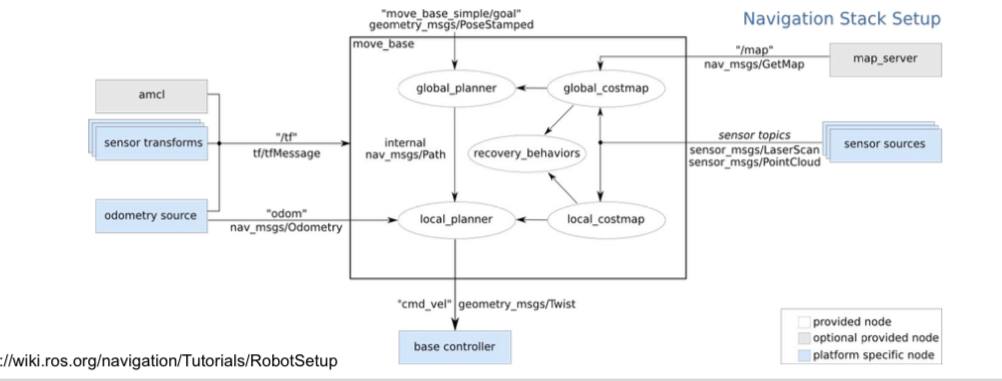 Navigation Stack Setup
"move_base_simple/goal"
geometry_msgs/PoseStamped
move_base
"/map"
nav_msgs/GetMap
map_server
global_planner
global_costmap
amcl
sensor transforms
"/tf"
tf/tfMessage
internal
nav_msgs/Path
recovery_behaviors
sensor topics
sensor_msgs/LaserScan
sensor_msgs/PointCloud
sensor sources
odometry source
"odom"
nav_msgs/Odometry
local_planner
local_costmap
"cmd_vel" geometry_msgs/Twist
base controller
provided node
optional provided node
platform specific node
://wiki.ros.org/navigation/Tutorials/RobotSetup